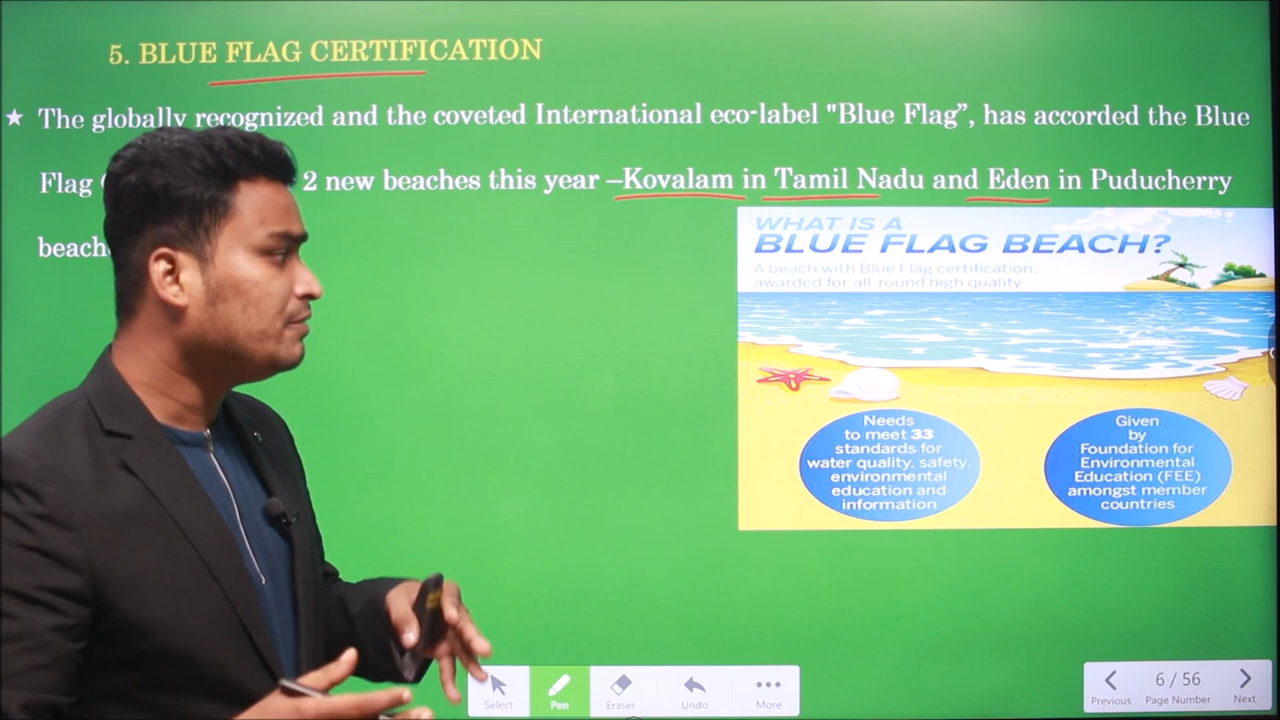 5. BLUE FLAG CERTIFICATION
★ The globally recognized and the coveted International eco-label "Blue Flag”, has accorded the Blue
Flag 2 new beaches this year –Kovalam in Tamil Nadu and Eden in Puducherry
beach
WHAT IS A
BLUE FLAG BEACH?
A beach with Blue Flag certification,
awarded for all-round high quality
Needs
to meet 33
standards for
water quality, safety,
environmental
education and
information
Given
by
Foundation for
Environmental
Education (FEE)
amongst member
countries
Select
Pen
Eraser
Undo
More
Previous
6 / 56
Page Number
Next